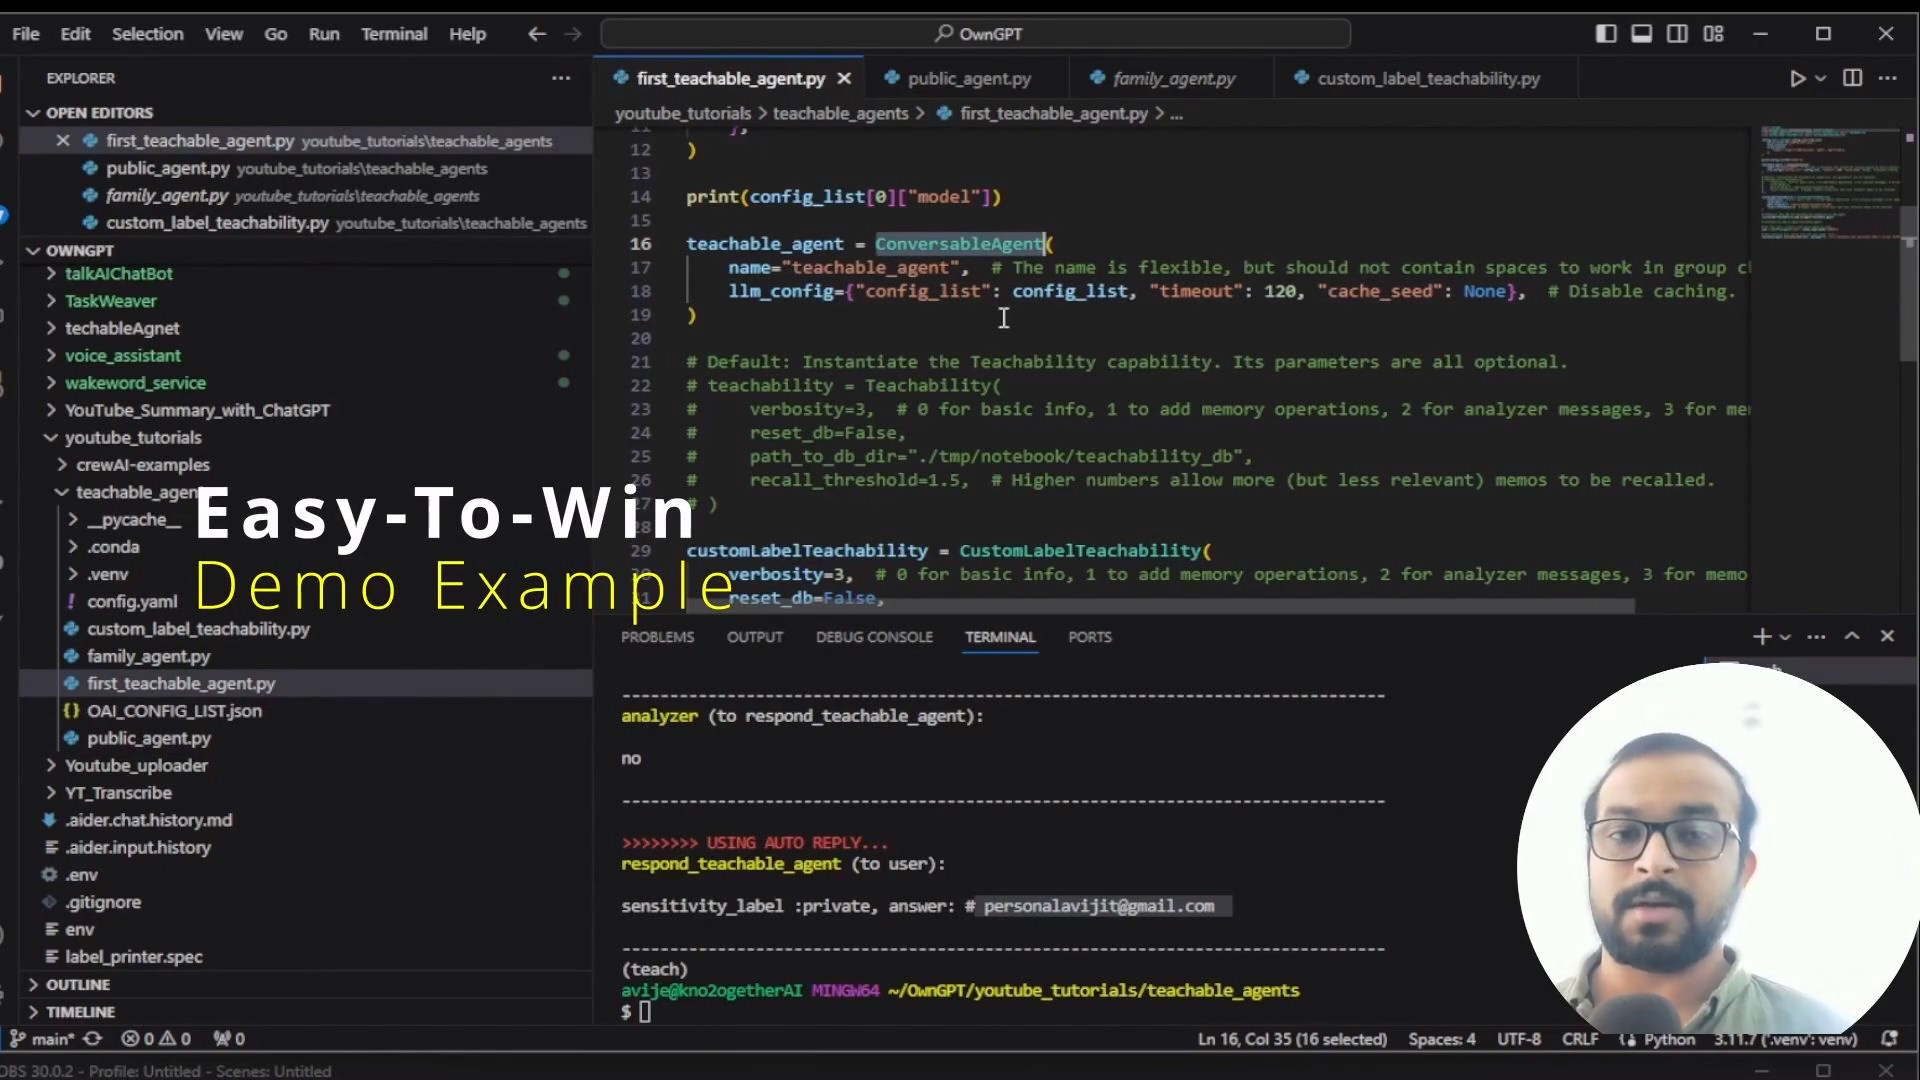 File Edit Selection View Go Run Terminal Help
OwnGPT
EXPLORER
OPEN EDITORS
first_teachable_agent.py youtube_tutorials\teachable_agents
public_agent.py youtube_tutorials\teachable_agents
family_agent.py youtube_tutorials\teachable_agents
custom_label_teachability.py youtube_tutorials\teachable_agents
OWNGPT
talkAIChatBot
TaskWeaver
techableAgnet
voice_assistant
wakeword_service
YouTube_Summary_with_ChatGPT
youtube_tutorials
crewAI-examples
teachable_agen
__pycache__
.conda
.venv
config.yaml
custom_label_teachability.py
family_agent.py
first_teachable_agent.py
OAI_CONFIG_LIST.json
public_agent.py
Youtube_uploader
YT_Transcribe
.aider.chat.history.md
.aider.input.history
.env
.gitignore
env
label_printer.spec
OUTLINE
TIMELINE
Easy-To-Win
Demo Example
first_teachable_agent.py public_agent.py family_agent.py custom_label_teachability.py
youtube_tutorials > teachable_agents > first_teachable_agent.py > ...
11 },
12 )
13
14 print(config_list[0]["model"])
15
16 teachable_agent = ConversableAgent(
17 name="teachable_agent", # The name is flexible, but should not contain spaces to work in group c
18 llm_config={"config_list": config_list, "timeout": 120, "cache_seed": None}, # Disable caching.
19 )
20
21 # Default: Instantiate the Teachability capability. Its parameters are all optional.
22 # teachability = Teachability(
23 # verbosity=3, # 0 for basic info, 1 to add memory operations, 2 for analyzer messages, 3 for me
24 # reset_db=False,
25 # path_to_db_dir="./tmp/notebook/teachability_db",
26 # recall_threshold=1.5, # Higher numbers allow more (but less relevant) memos to be recalled.
27 # )
28
29 customLabelTeachability = CustomLabelTeachability(
verbosity=3, # 0 for basic info, 1 to add memory operations, 2 for analyzer messages, 3 for memo
reset_db=False,
PROBLEMS OUTPUT DEBUG CONSOLE TERMINAL PORTS
--------------------------------------------------------------------------------
analyzer (to respond_teachable_agent):
no
--------------------------------------------------------------------------------
>>>>>>>> USING AUTO REPLY...
respond_teachable_agent (to user):
sensitivity_label :private, answer: # personalavijit@gmail.com
--------------------------------------------------------------------------------
(teach)
avije@kno2ogetherAI MINGW64 ~/OwnGPT/youtube_tutorials/teachable_agents
$
main* 0 0 0 Ln 16, Col 35 (16 selected) Spaces: 4 UTF-8 CRLF Python 3.11.7 ('.venv': venv)
OBS 30.0.2 - Profile: Untitled - Scenes: Untitled